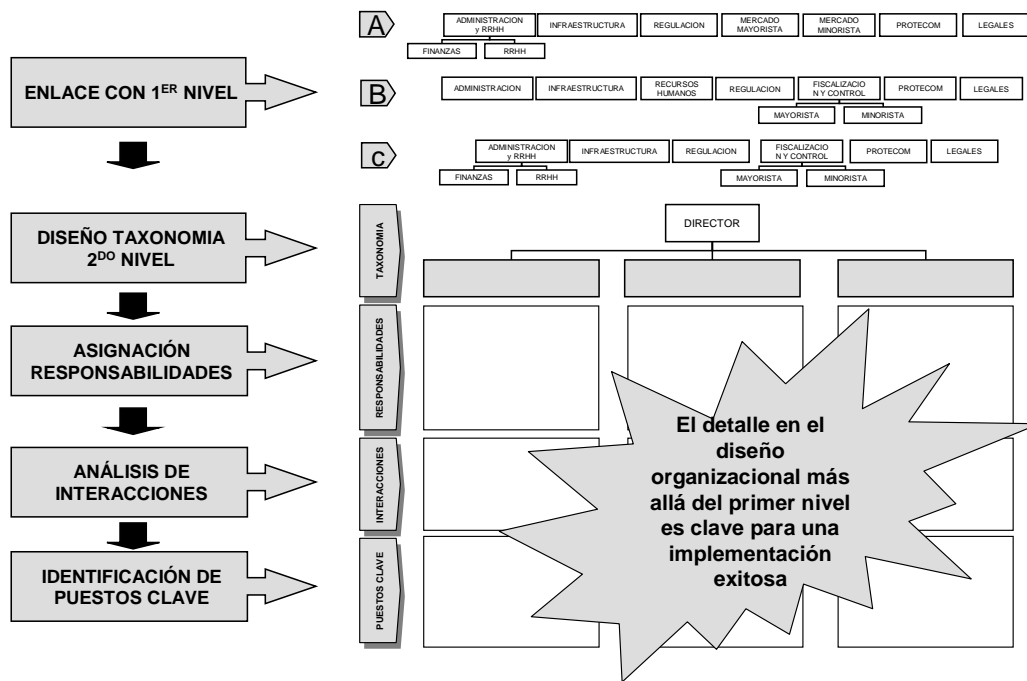 A
ADMINISTRACION
y RRHH
INFRAESTRUCTURA
REGULACION
MERCADO
MAYORISTA
MERCADO
MINORISTA
PROTECOM
LEGALES
FINANZAS
RRHH
ENLACE CON 1ER NIVEL
B
ADMINISTRACION
INFRAESTRUCTURA
RECURSOS
HUMANOS
REGULACION
FISCALIZACIO
N Y CONTROL
PROTECOM
LEGALES
MAYORISTA
MINORISTA
c
ADMINISTRACION
y RRHH
INFRAESTRUCTURA
REGULACION
FISCALIZACIO
N Y CONTROL
PROTECOM
LEGALES
FINANZAS
RRHH
MAYORISTA
MINORISTA
DISEÑO TAXONOMIA
2DO NIVEL
TAXONOMIA
DIRECTOR
ASIGNACIÓN
RESPONSABILIDADES
RESPONSABILIDADES
ANÁLISIS DE
INTERACCIONES
INTERACCIONES
IDENTIFICACIÓN DE
PUESTOS CLAVE
PUESTOS CLAVE
El detalle en el
diseño
organizacional más
allá del primer nivel
es clave para una
implementación
exitosa